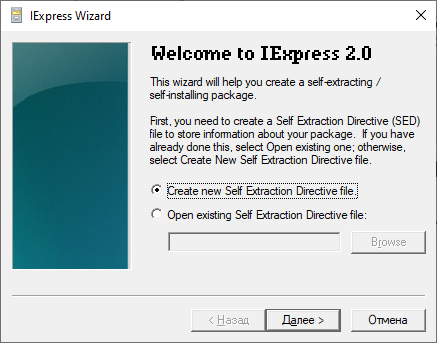 IExpress Wizard
Welcome to IExpress 2.0
This wizard will help you create a self-extracting /
self-installing package.
First, you need to create a Self Extraction Directive (SED)
file to store information about your package.  If you have
already done this, select Open existing one; otherwise,
select Create New Self Extraction Directive file.
Create new Self Extraction Directive file.
Open existing Self Extraction Directive file:
Browse
< Назад
Далее >
Отмена